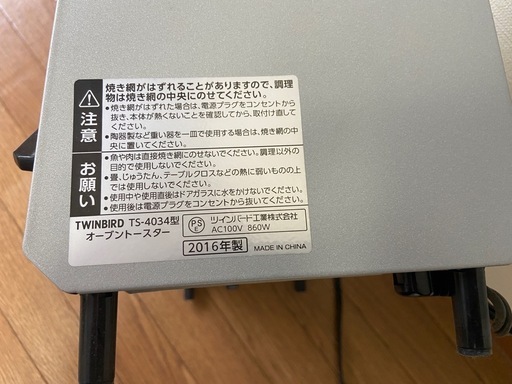 焼き網がはずれることがありますので、調理
物は焼き網の中央にのせてください。
注意
●焼き網がはずれた場合は、電源プラグをコンセントから
抜き、本体が熱くないことを確認してから、取付け直して
ください。
●陶器製など重い器を一皿で使用する場合は、焼き網の中
央に置いてください。
お願い
●魚や肉は直接焼き網にのせないでください。調理以外の
目的で使用しないでください。
●畳、じゅうたん、テーブルクロスなどの熱に弱いものの上
では使用しないでください。
●使用中や使用直後はドアガラスに水をかけないでください。
●使用後は電源プラグをコンセントから抜いてください。
TWINBIRD TS-4034型
オーブントースター
PSE
ツインバード工業株式会社
AC100V 860W
2016年製
MADE IN CHINA